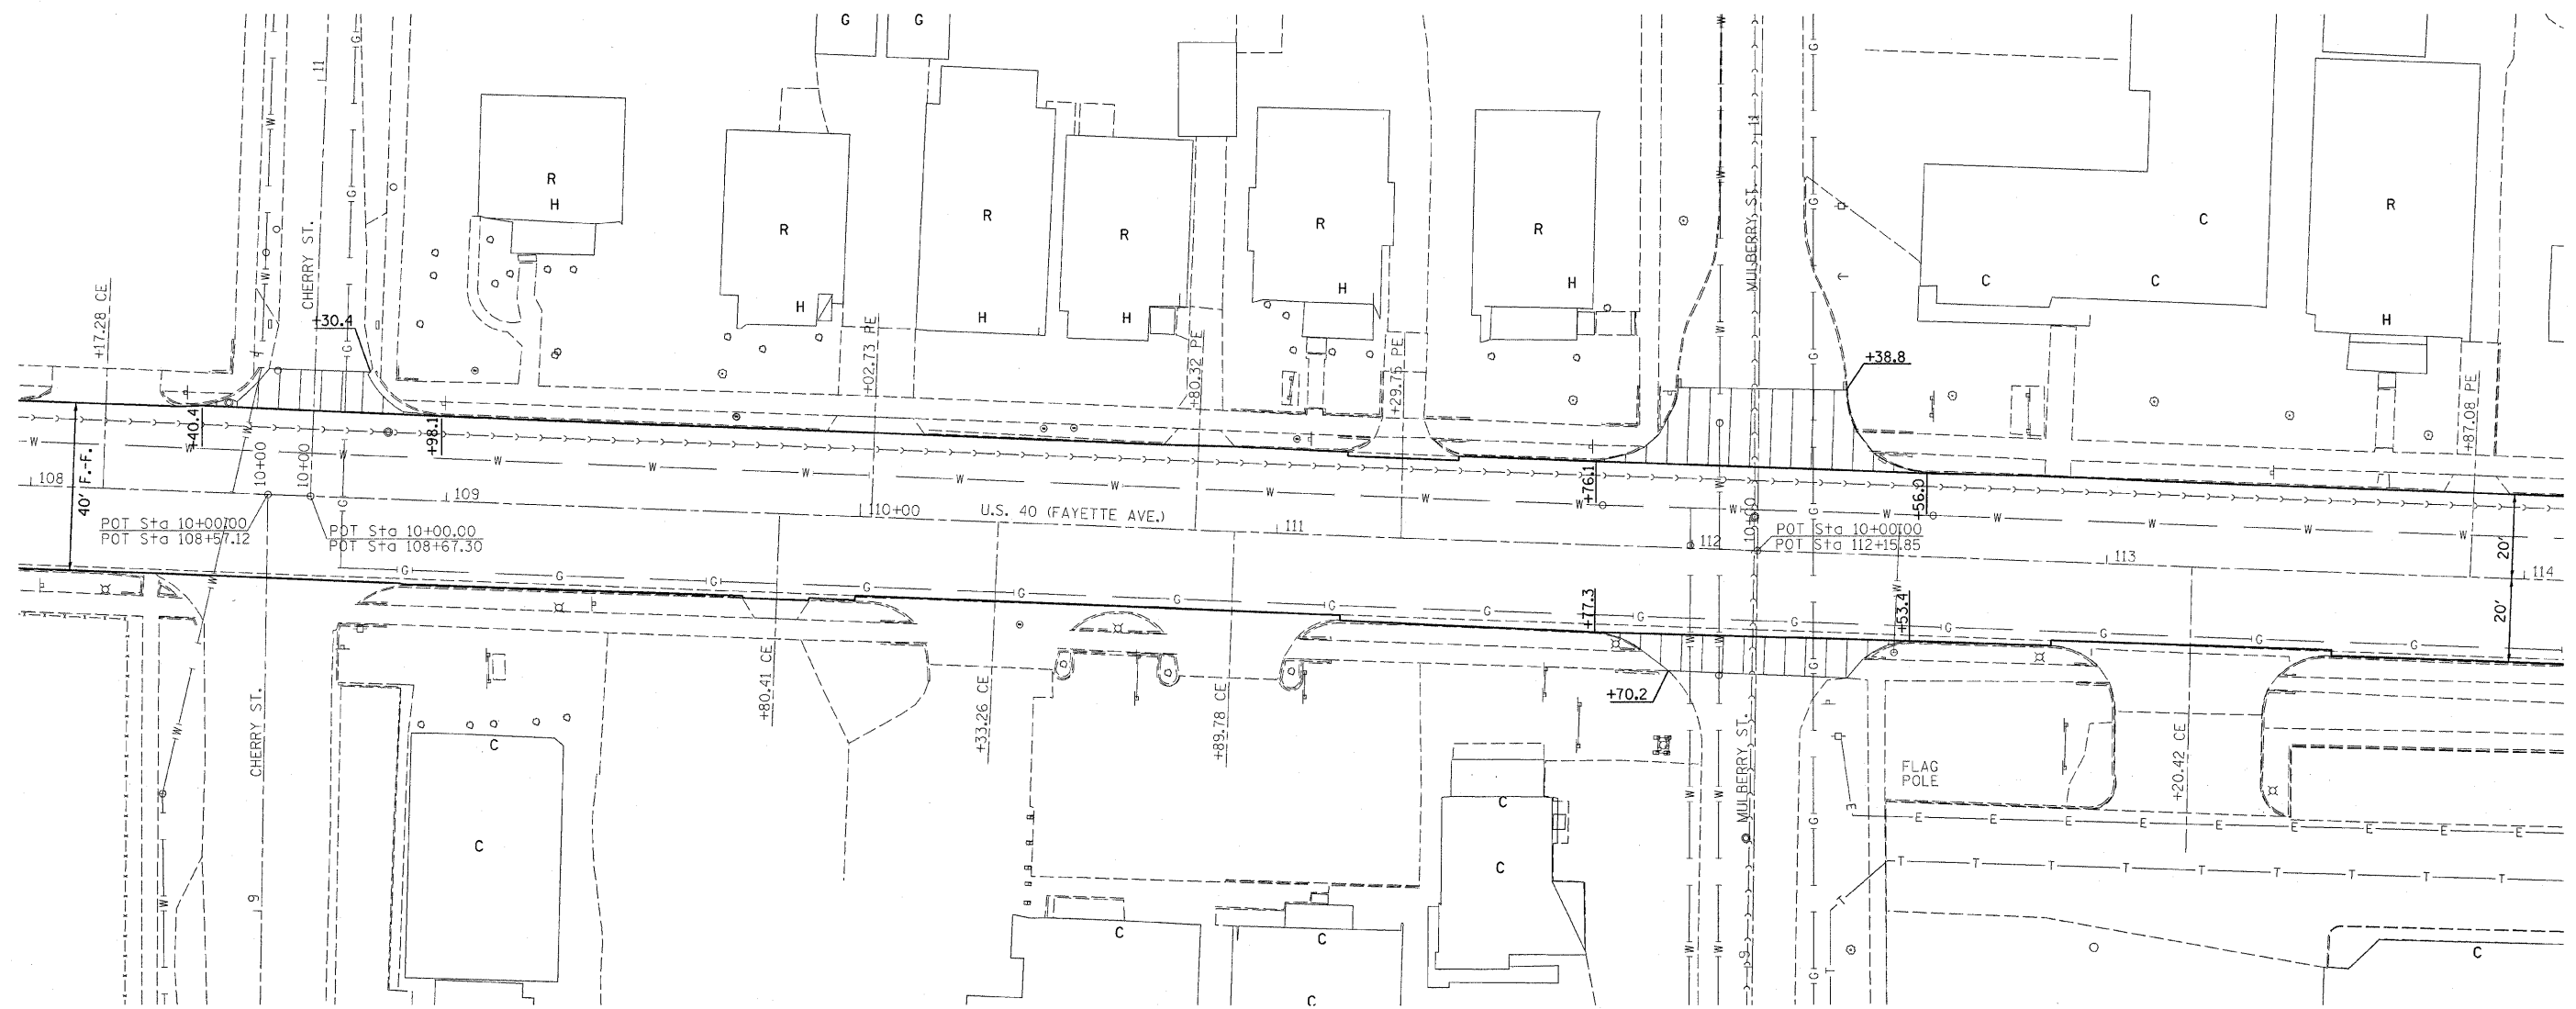 G G
11
CHERRY ST.
+30.4
R
H
R
H
R
H
R
H
R
H
R
H
MULBERRY ST.
11
C
C
C
R
H
+38.8
+17.28 CE
+02.73 PE
+80.32 PE
+29.75 PE
+87.08 PE
+40.4
+98.1
+76.1
+56.0
40' F.-F.
108
10+00
10+00
109
110+00
U.S. 40 (FAYETTE AVE.)
111
112
10+00
113
114
20'
20'
POT Sta 10+00.00
POT Sta 108+57.12
POT Sta 10+00.00
POT Sta 108+67.30
POT Sta 10+00.00
POT Sta 112+15.85
+77.3
+53.4
+70.2
+80.41 CE
+33.26 CE
+89.78 CE
+20.42 CE
CHERRY ST.
9
MULBERRY ST.
9
FLAG
POLE
C
C
C
C
C
C
C
C
E E E E E E E E E E
T T T T T T T T T
W W W W W W W W W W W W W W W W
G G G G G G G G G G G G G G